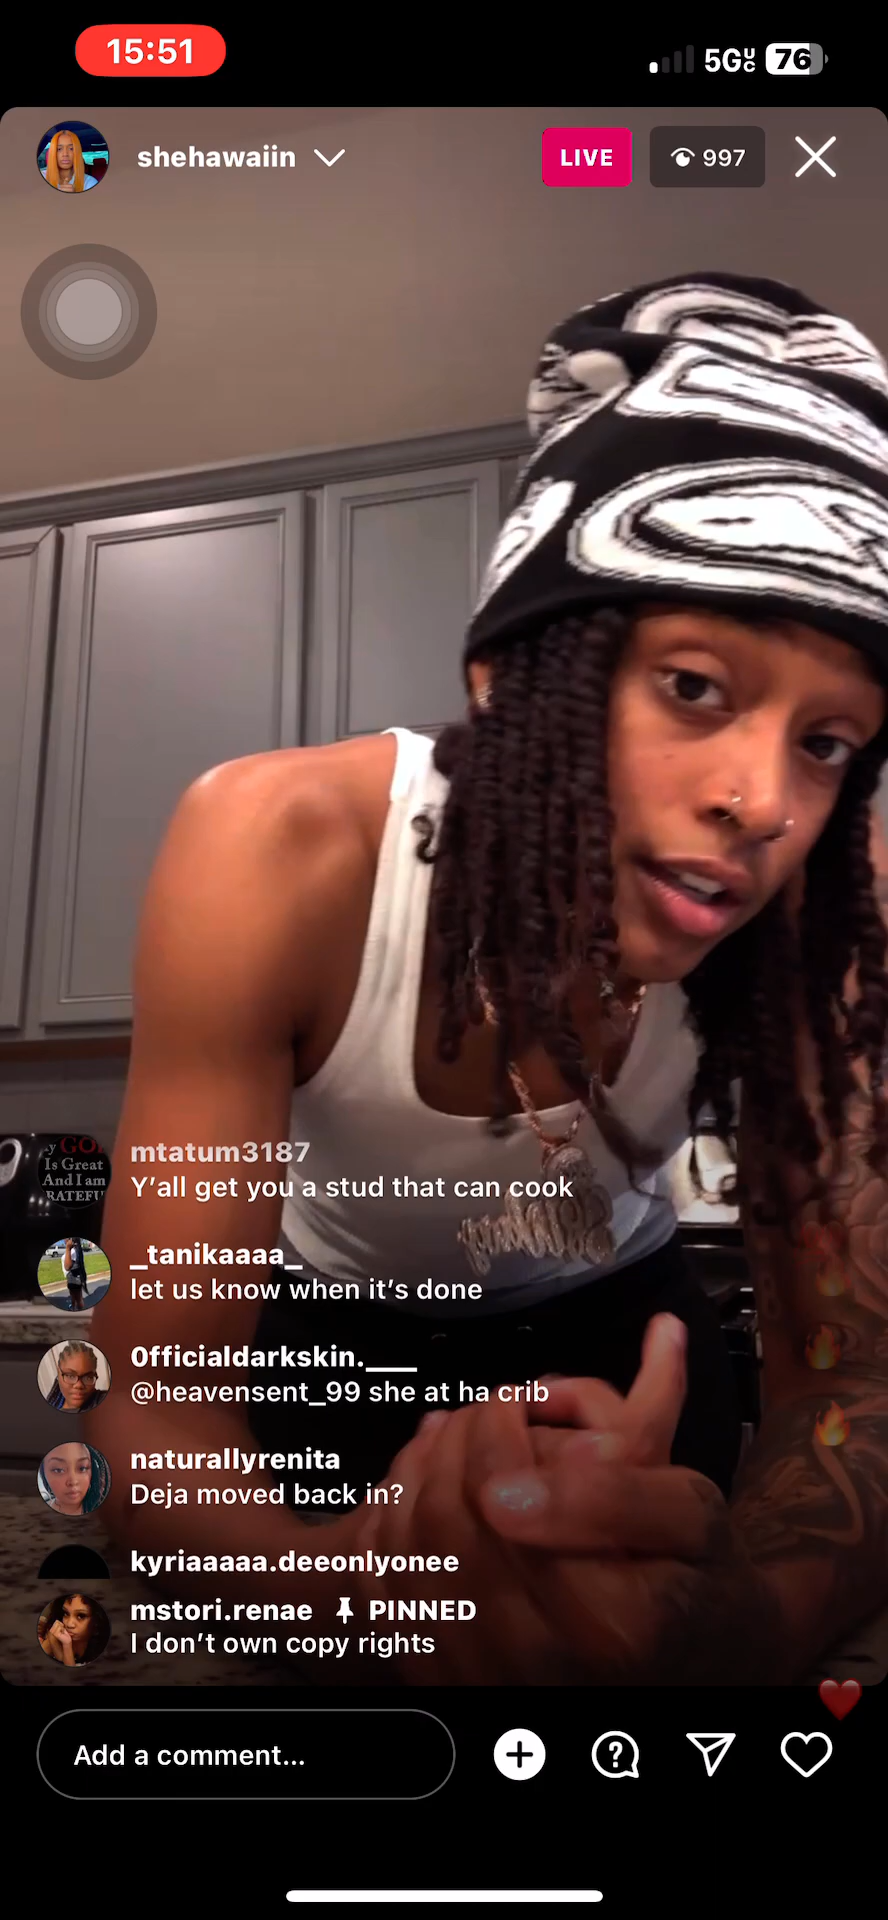 15:51
5GUC 76
shehawaiin
LIVE
997
mtatum3187
Y’all get you a stud that can cook
GOD
Is Great
And I am
_tanikaaaa_
let us know when it’s done
0fficialdarkskin.___
@heavensent_99 she at ha crib
naturallyrenita
Deja moved back in?
kyriaaaaa.deeonlyonee
mstori.renae PINNED
I don’t own copy rights
Add a comment...